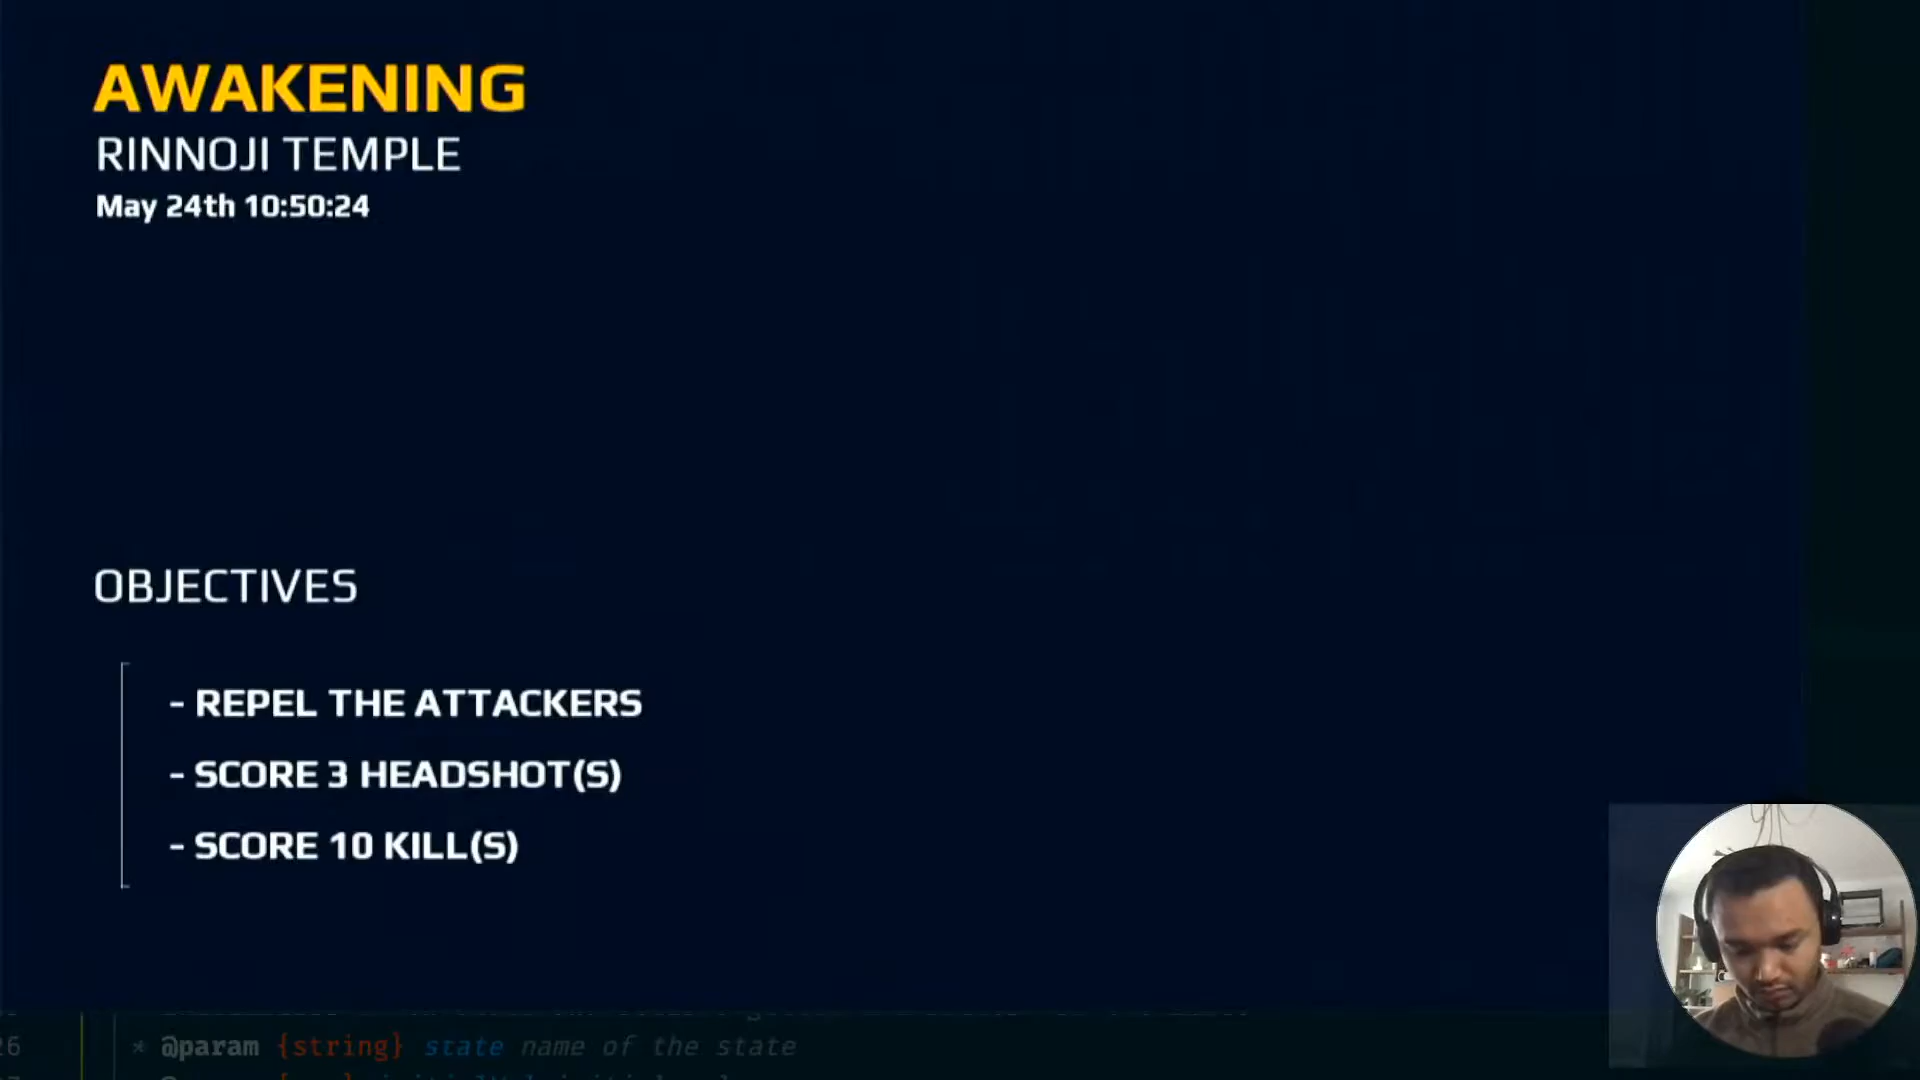 AWAKENING
RINNOJI TEMPLE
May 24th 10:50:24
OBJECTIVES
- REPEL THE ATTACKERS
- SCORE 3 HEADSHOT(S)
- SCORE 10 KILL(S)
26 * @param {string} state name of the state